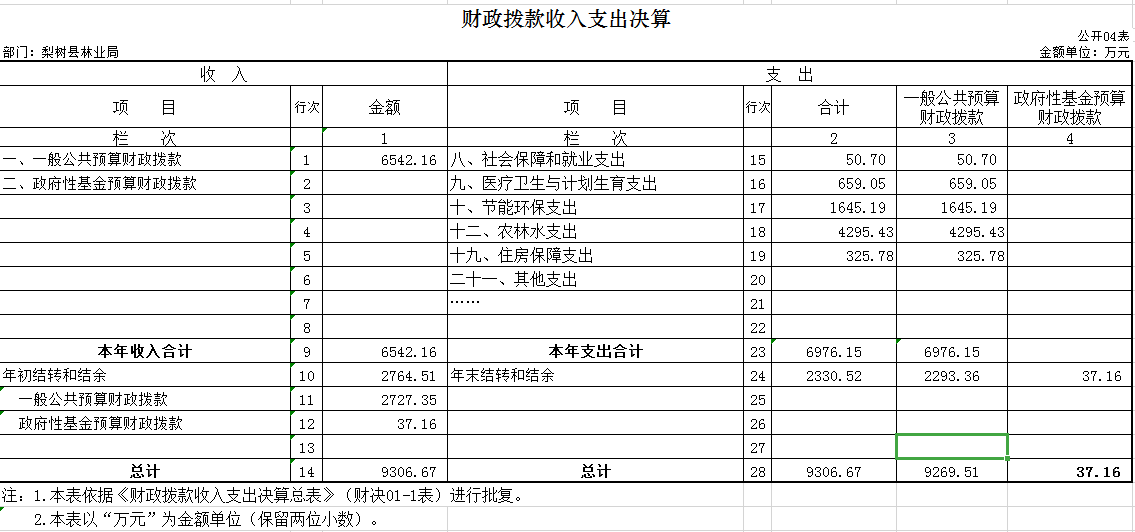 财政拨款收入支出决算
公开04表
部门：梨树县林业局 金额单位：万元
收 入 支 出
项 目 行次 金额 项 目 行次 合计 一般公共预算财政拨款 政府性基金预算财政拨款
栏 次 1 栏 次 2 3 4
一、一般公共预算财政拨款 1 6542.16 八、社会保障和就业支出 15 50.70 50.70
二、政府性基金预算财政拨款 2 九、医疗卫生与计划生育支出 16 659.05 659.05
3 十、节能环保支出 17 1645.19 1645.19
4 十二、农林水支出 18 4295.43 4295.43
5 十九、住房保障支出 19 325.78 325.78
6 二十一、其他支出 20
7 …… 21
8 22
本年收入合计 9 6542.16 本年支出合计 23 6976.15 6976.15
年初结转和结余 10 2764.51 年末结转和结余 24 2330.52 2293.36 37.16
一般公共预算财政拨款 11 2727.35 25
政府性基金预算财政拨款 12 37.16 26
13 27
总计 14 9306.67 总计 28 9306.67 9269.51 37.16
注：1.本表依据《财政拨款收入支出决算总表》（财决01-1表）进行批复。
2.本表以“万元”为金额单位（保留两位小数）。